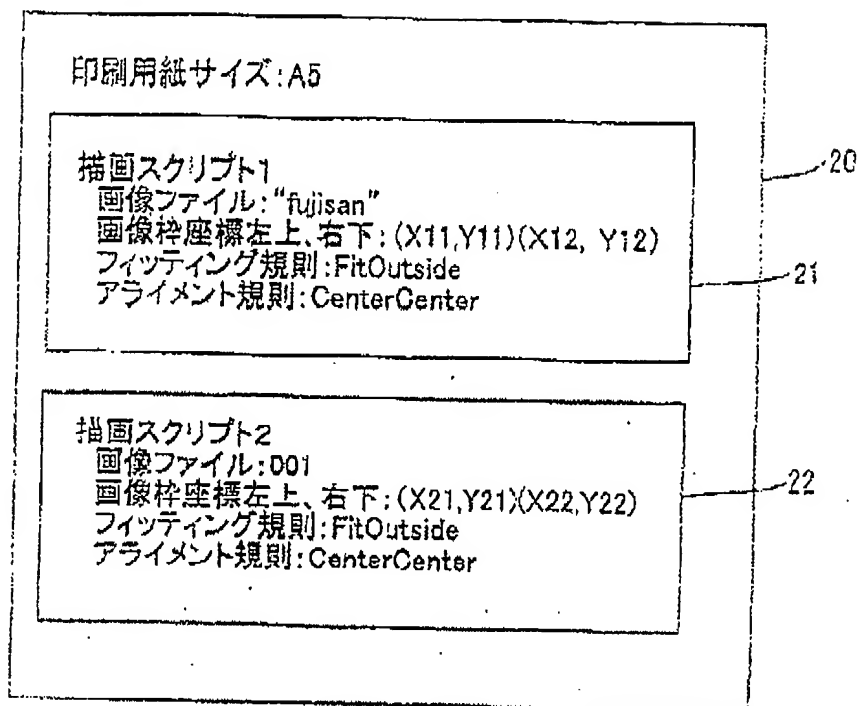 印刷用紙サイズ:A5
20
描画スクリプト1
画像ファイル:“fujisan”
画像枠座標左上、右下:(X11,Y11)(X12, Y12)
フィッティング規則:FitOutside
アライメント規則:CenterCenter
21
描画スクリプト2
画像ファイル:D01
画像枠座標左上、右下:(X21,Y21)(X22,Y22)
フィッティング規則:FitOutside
アライメント規則:CenterCenter
22